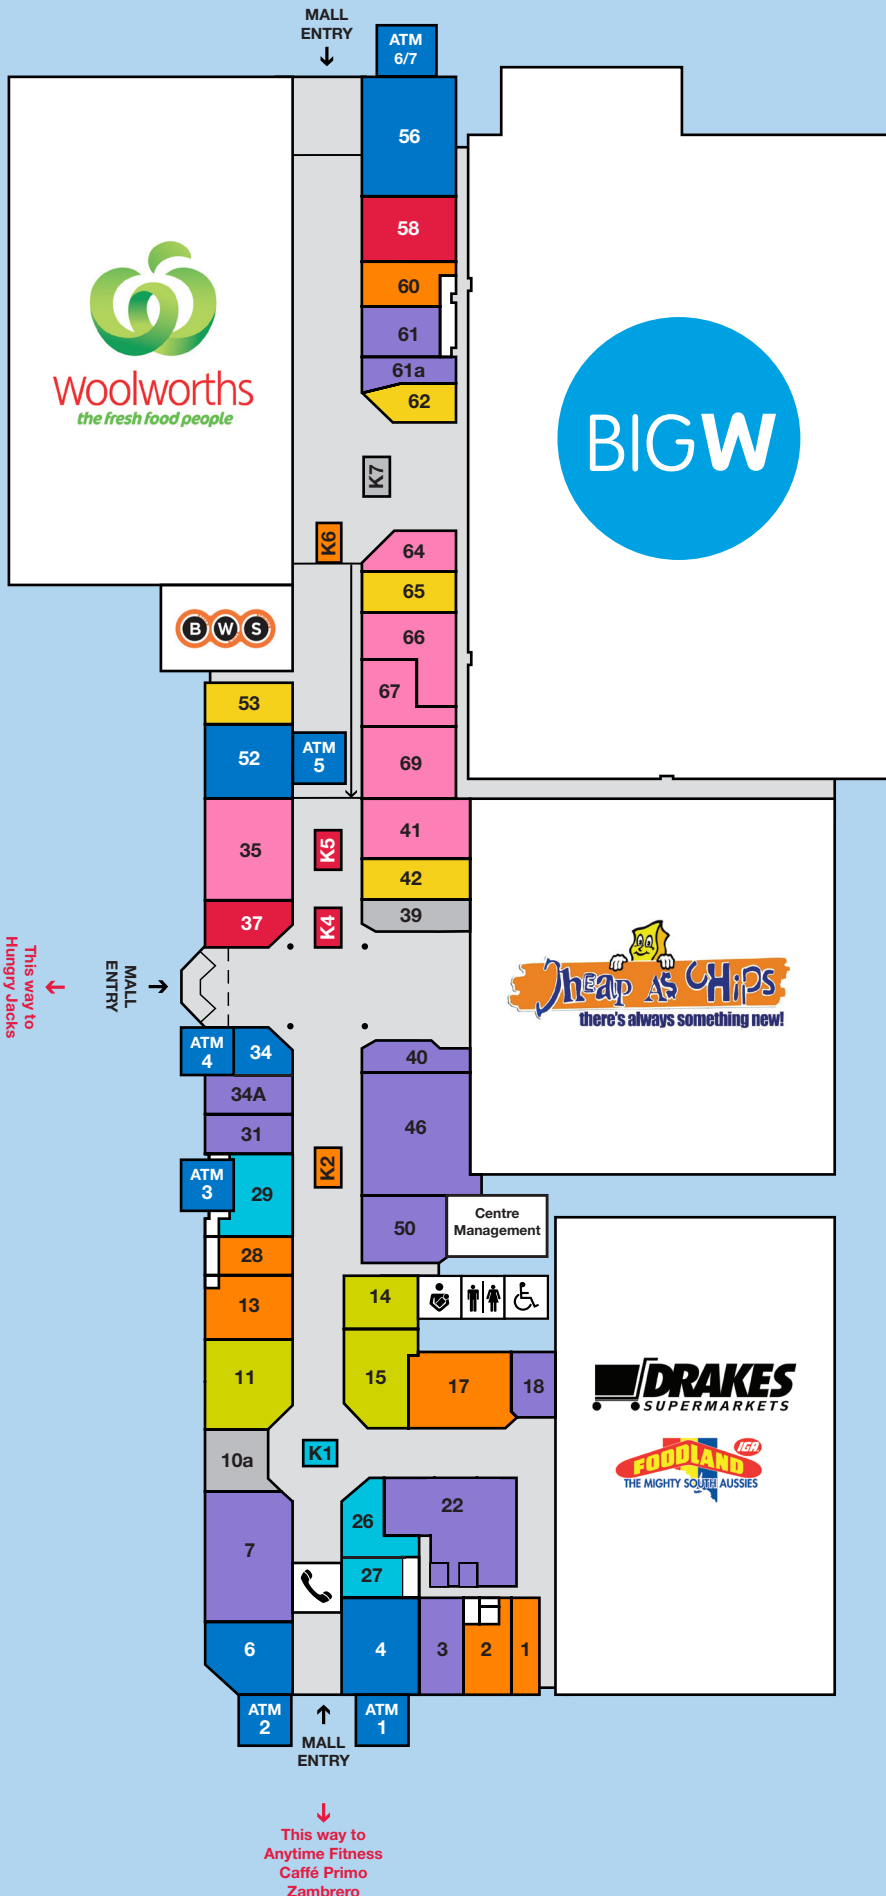 MALL
ENTRY
ATM
6/7
56
58
60
61
61a
62
Woolworths
the fresh food people
BIGW
K7
K6
64
65
66
67
69
BWS
53
52
ATM
5
35
37
K5
K4
41
42
39
This way to
Hungry Jacks
MALL
ENTRY
Cheap AS CHipS
there's always something new!
ATM
4
34
34A
31
ATM
3
29
28
13
11
10a
7
6
K2
40
46
50
Centre
Management
14
15
17
18
DRAKES
SUPERMARKETS
FOODLAND
IGA
THE MIGHTY SOUTH AUSSIES
K1
26
22
27
4
3
2
1
ATM
2
ATM
1
MALL
ENTRY
This way to
Anytime Fitness
Caffé Primo
Zambrero